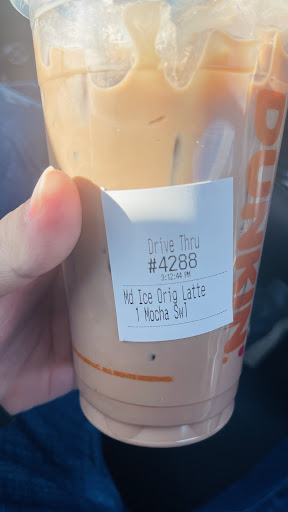 Drive Thru
#4288
3:12:44 PM
Md Ice Orig Latte
1 Mocha Swl
DUNKIN'